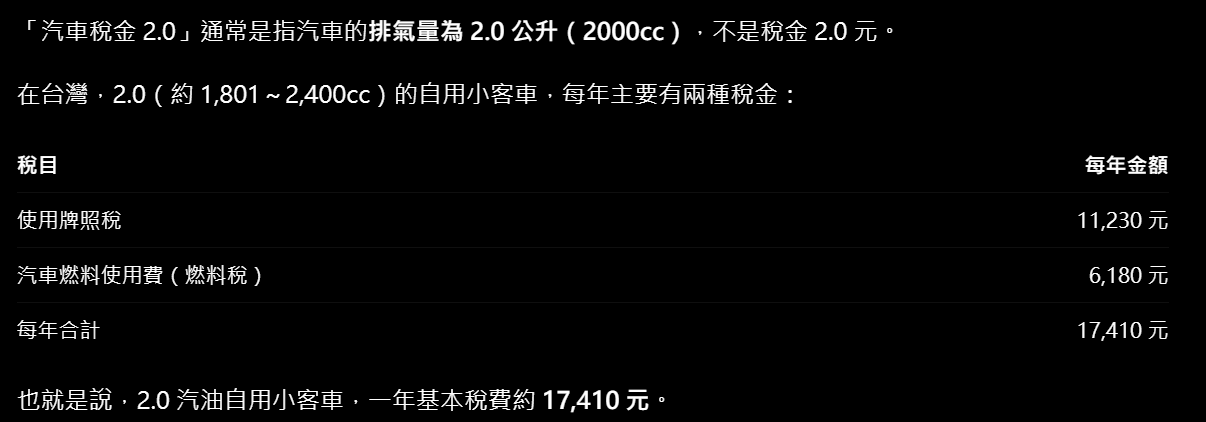 「汽車稅金 2.0」通常是指汽車的排氣量為 2.0 公升（2000cc），不是稅金 2.0 元。
在台灣，2.0（約 1,801～2,400cc）的自用小客車，每年主要有兩種稅金：
稅目 每年金額
使用牌照稅 11,230 元
汽車燃料使用費（燃料稅） 6,180 元
每年合計 17,410 元
也就是說，2.0 汽油自用小客車，一年基本稅費約 17,410 元。